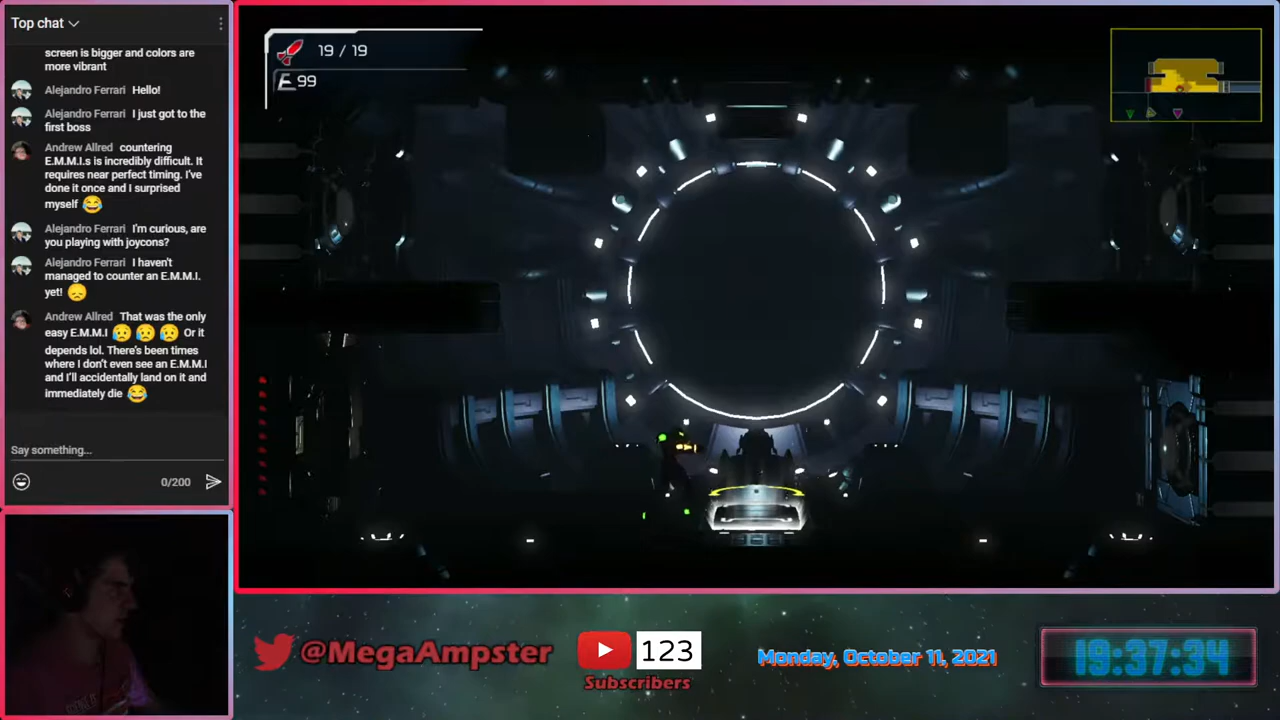 Top chat
screen is bigger and colors are
more vibrant
Alejandro Ferrari Hello!
Alejandro Ferrari I just got to the
first boss
Andrew Allred countering
E.M.M.I.s is incredibly difficult. It
requires near perfect timing. I've
done it once and I surprised
myself 😂
Alejandro Ferrari I'm curious, are
you playing with joycons?
Alejandro Ferrari I haven't
managed to counter an E.M.M.I.
yet! 😞
Andrew Allred That was the only
easy E.M.M.I 😥 😥 😥 Or it
depends lol. There's been times
where I don't even see an E.M.M.I
and I'll accidentally land on it and
immediately die 😂
Say something...
0/200
19 / 19
E 99
@MegaAmpster
123
Subscribers
Monday, October 11, 2021
19:37:34